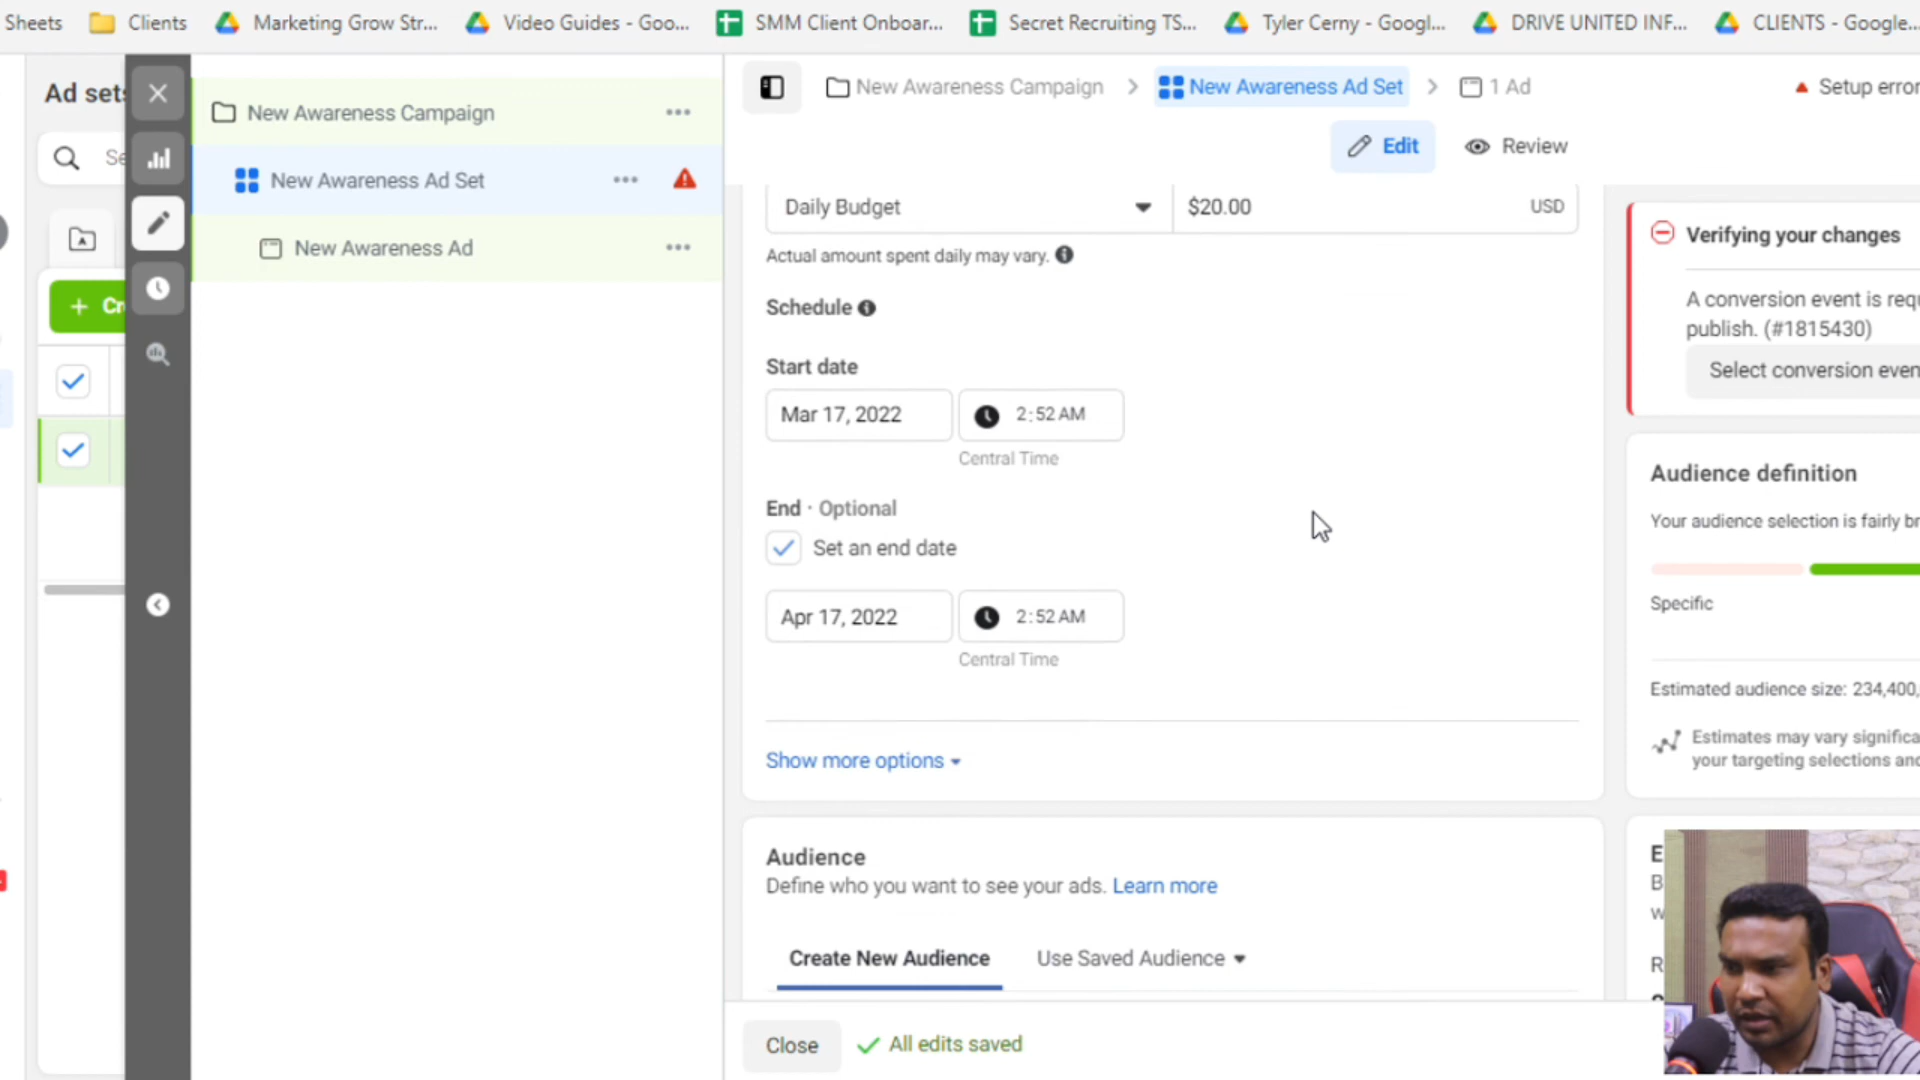 Sheets
Clients
Marketing Grow Str...
Video Guides - Goo...
SMM Client Onboar...
Secret Recruiting TS...
Tyler Cerny - Googl...
DRIVE UNITED INF...
CLIENTS - Google...
Ad sets
Se
+ Cr
New Awareness Campaign
New Awareness Ad Set
New Awareness Ad
New Awareness Campaign > New Awareness Ad Set > 1 Ad
Setup error
Edit
Review
Daily Budget
$20.00 USD
Actual amount spent daily may vary.
Schedule
Start date
Mar 17, 2022
2:52 AM
Central Time
End · Optional
Set an end date
Apr 17, 2022
2:52 AM
Central Time
Show more options
Audience
Define who you want to see your ads. Learn more
Create New Audience
Use Saved Audience
Close
All edits saved
Verifying your changes
A conversion event is requ
publish. (#1815430)
Select conversion even
Audience definition
Your audience selection is fairly br
Specific
Estimated audience size: 234,400,
Estimates may vary significa
your targeting selections and
E
B
w
R